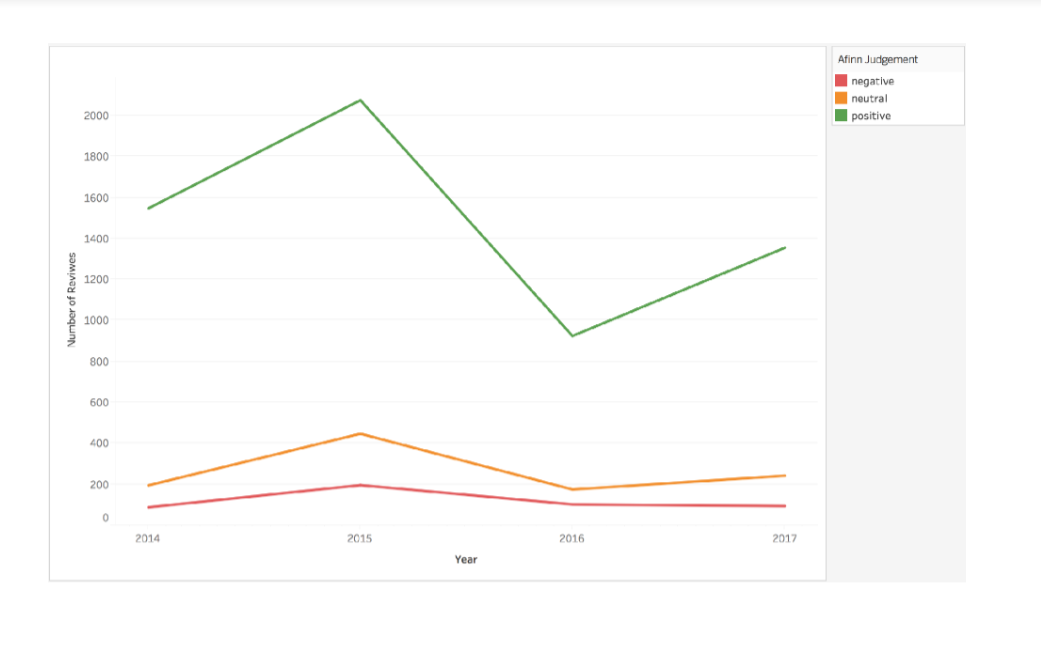 Afinn Judgement
negative
neutral
positive
2000
1800
1600
1400
1200
1000
800
600
400
200
0
Number of Reviwes
2014 2015 2016 2017
Year